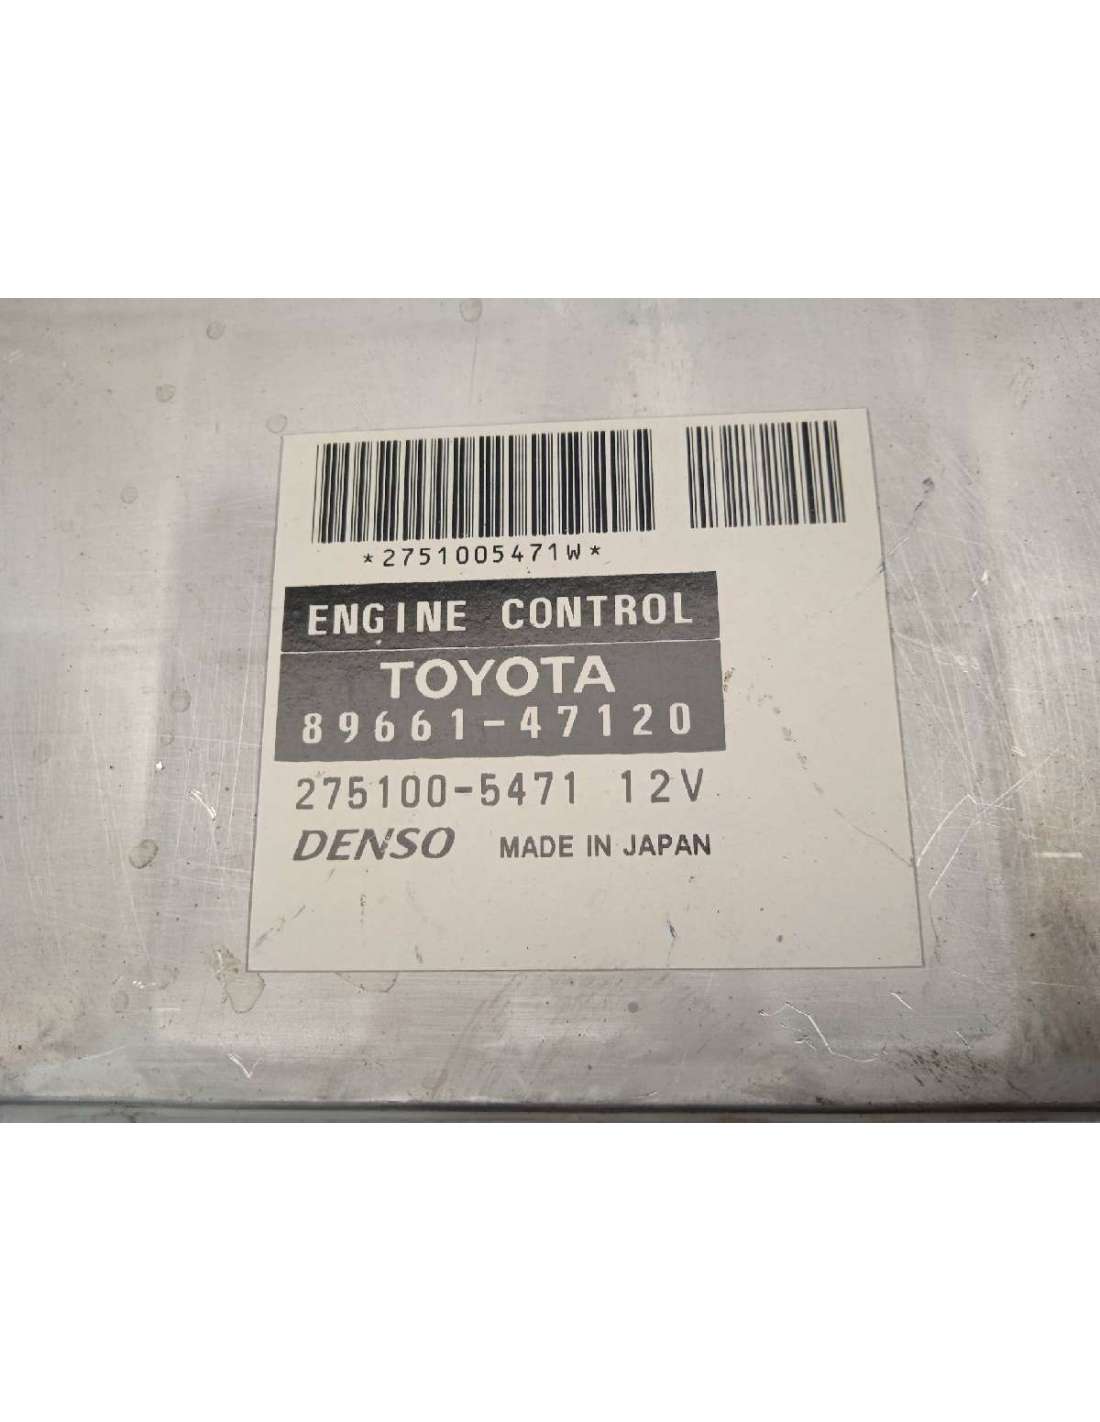 *2751005471W*
ENGINE CONTROL
TOYOTA
89661-47120
275100-5471 12V
DENSO MADE IN JAPAN